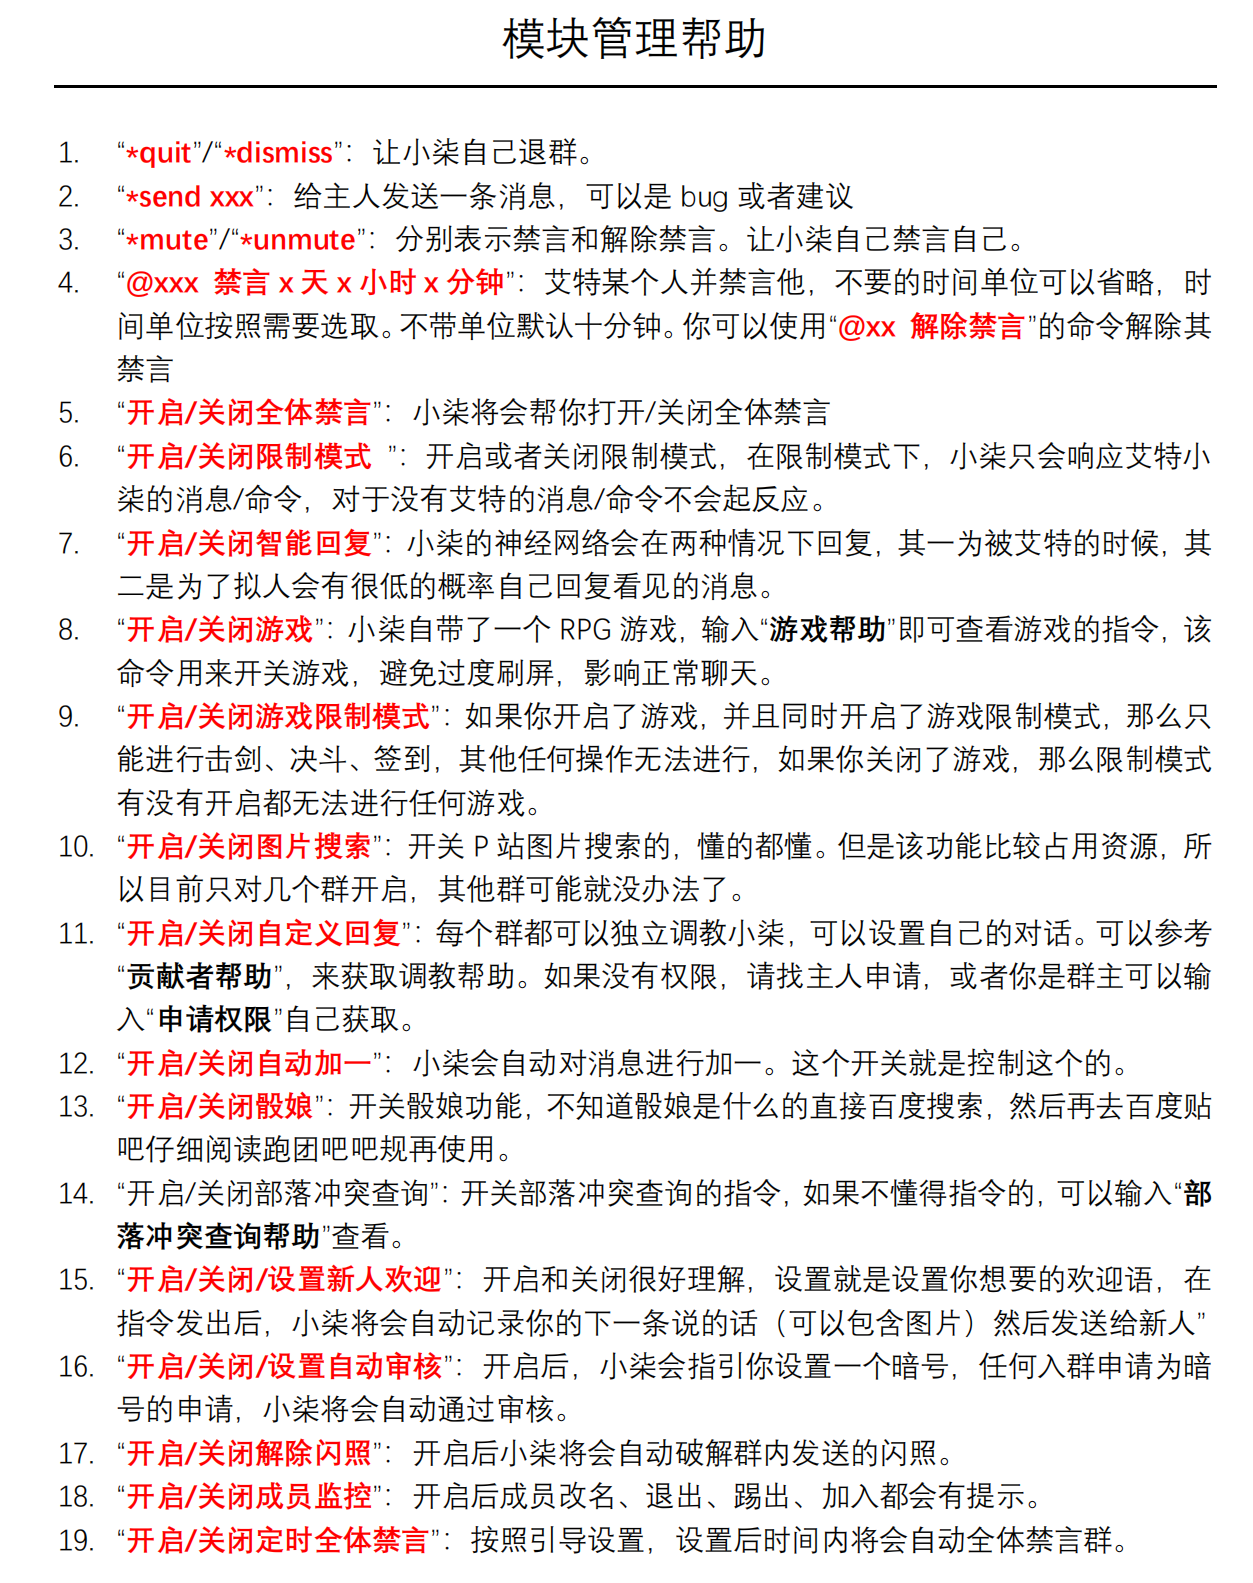 模块管理帮助
1. “*quit”/“*dismiss”：让小柒自己退群。
2. “*send xxx”：给主人发送一条消息，可以是 bug 或者建议
3. “*mute”/“*unmute”：分别表示禁言和解除禁言。让小柒自己禁言自己。
4. “@xxx 禁言 x 天 x 小时 x 分钟”：艾特某个人并禁言他，不要的时间单位可以省略，时
间单位按照需要选取。不带单位默认十分钟。你可以使用“@xx 解除禁言”的命令解除其
禁言
5. “开启/关闭全体禁言”：小柒将会帮你打开/关闭全体禁言
6. “开启/关闭限制模式 ”：开启或者关闭限制模式，在限制模式下，小柒只会响应艾特小
柒的消息/命令，对于没有艾特的消息/命令不会起反应。
7. “开启/关闭智能回复”：小柒的神经网络会在两种情况下回复，其一为被艾特的时候，其
二是为了拟人会有很低的概率自己回复看见的消息。
8. “开启/关闭游戏”：小柒自带了一个 RPG 游戏，输入“游戏帮助”即可查看游戏的指令，该
命令用来开关游戏，避免过度刷屏，影响正常聊天。
9. “开启/关闭游戏限制模式”：如果你开启了游戏，并且同时开启了游戏限制模式，那么只
能进行击剑、决斗、签到，其他任何操作无法进行，如果你关闭了游戏，那么限制模式
有没有开启都无法进行任何游戏。
10. “开启/关闭图片搜索”：开关 P 站图片搜索的，懂的都懂。但是该功能比较占用资源，所
以目前只对几个群开启，其他群可能就没办法了。
11. “开启/关闭自定义回复”：每个群都可以独立调教小柒，可以设置自己的对话。可以参考
“贡献者帮助”，来获取调教帮助。如果没有权限，请找主人申请，或者你是群主可以输
入“申请权限”自己获取。
12. “开启/关闭自动加一”：小柒会自动对消息进行加一。这个开关就是控制这个的。
13. “开启/关闭骰娘”：开关骰娘功能，不知道骰娘是什么的直接百度搜索，然后再去百度贴
吧仔细阅读跑团吧吧规再使用。
14. “开启/关闭部落冲突查询”：开关部落冲突查询的指令，如果不懂得指令的，可以输入“部
落冲突查询帮助”查看。
15. “开启/关闭/设置新人欢迎”：开启和关闭很好理解，设置就是设置你想要的欢迎语，在
指令发出后，小柒将会自动记录你的下一条说的话（可以包含图片）然后发送给新人”
16. “开启/关闭/设置自动审核”：开启后，小柒会指引你设置一个暗号，任何入群申请为暗
号的申请，小柒将会自动通过审核。
17. “开启/关闭解除闪照”：开启后小柒将会自动破解群内发送的闪照。
18. “开启/关闭成员监控”：开启后成员改名、退出、踢出、加入都会有提示。
19. “开启/关闭定时全体禁言”：按照引导设置，设置后时间内将会自动全体禁言群。